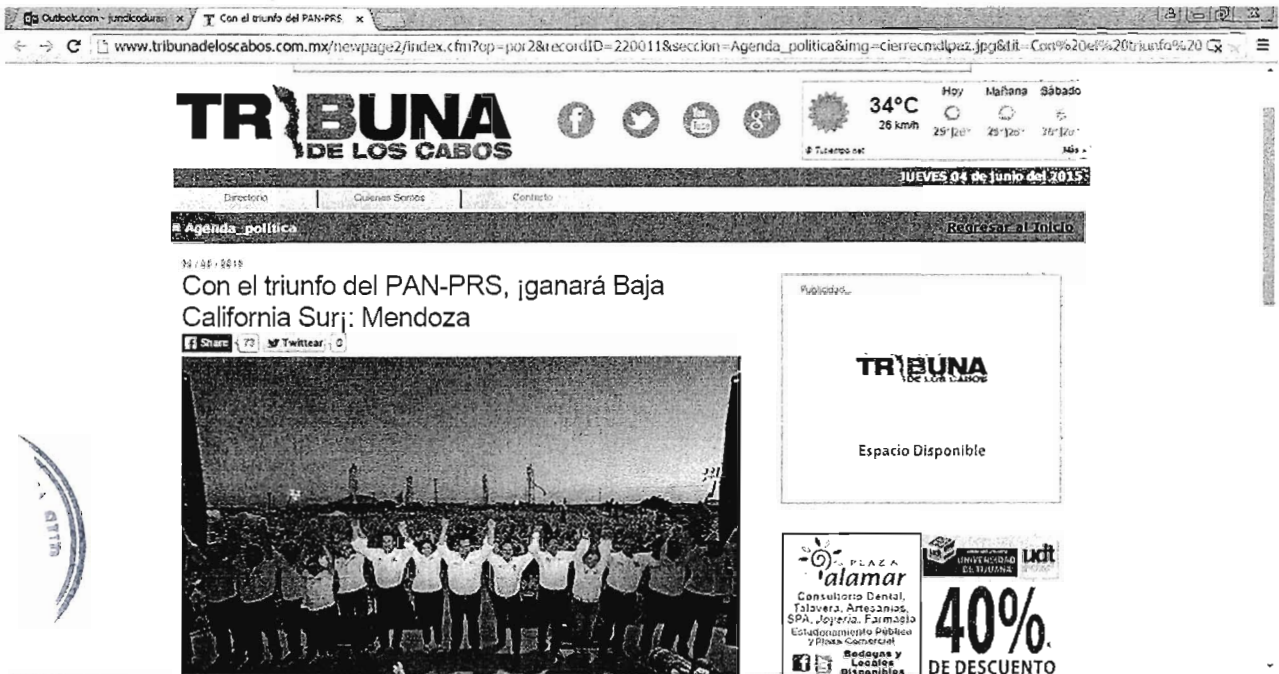 Outlook.com - juridicoduran
Con el triunfo del PAN-PRS
www.tribunadeloscabos.com.mx/newpage2/index.cfm?op=por2&recordID=220011&seccion=Agenda_politica&img=cierrecmdlpaz.jpg&tit=Con%20el%20triunfo%20
TRIBUNA
DE LOS CABOS
34°C
26 km/h
Hoy
Mañana
Sábado
Tutiempo.net
Más
JUEVES 04 de Junio del 2015
Directorio
Quienes Somos
Contacto
Agenda_politica
Regresar al Inicio
Con el triunfo del PAN-PRS, ¡ganará Baja
California Sur¡: Mendoza
Share 73
Twittear 0
Publicidad...
TRIBUNA
DE LOS CABOS
Espacio Disponible
PLAZA
alamar
Consultorio Dental,
Talavera, Artesanias,
SPA, Joyería, Farmacia
Estacionamiento Público
y Plaza Comercial
Bodegas y
Locales
Disponibles
UNIVERSIDAD
DE TIJUANA
udt
40%
DE DESCUENTO